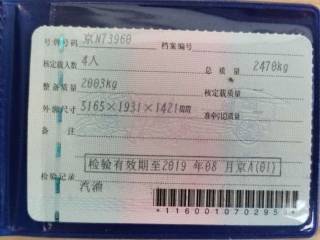 号牌号码 京N73960 档案编号
核定载人数 4人 总质量 2470kg
整备质量 2003kg 核定载质量
外廓尺寸 5165×1931×1421mm 准牵引总质量
备注
检验有效期至2019年08月京A(01)
检验记录
汽油
*1160010702951